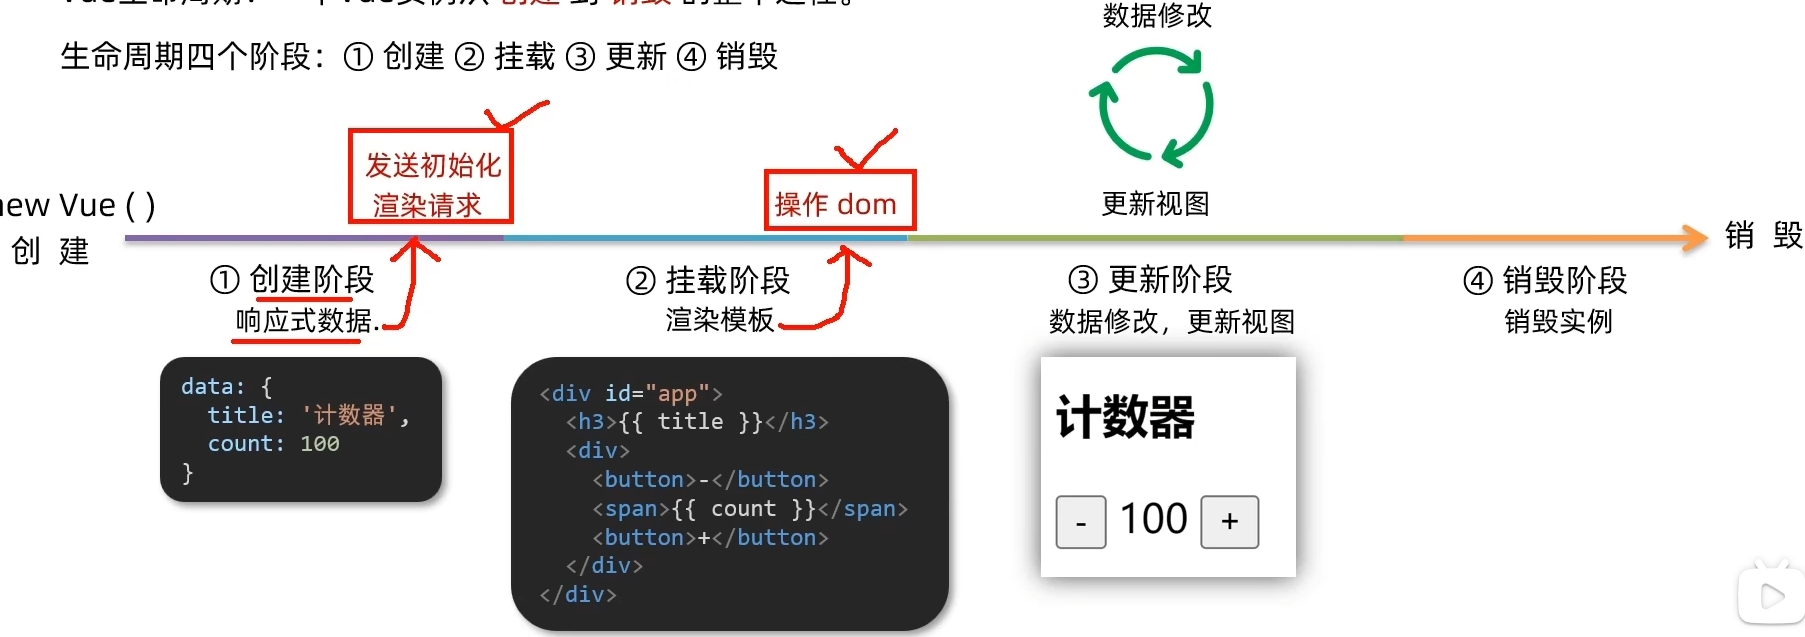 生命周期四个阶段：① 创建 ② 挂载 ③ 更新 ④ 销毁
数据修改
更新视图
发送初始化
渲染请求
操作 dom
new Vue ( )
创 建
销 毁
① 创建阶段
响应式数据.
② 挂载阶段
渲染模板
③ 更新阶段
数据修改，更新视图
④ 销毁阶段
销毁实例
data: {
title: '计数器',
count: 100
}
<div id="app">
<h3>{{ title }}</h3>
<div>
<button>-</button>
<span>{{ count }}</span>
<button>+</button>
</div>
</div>
计数器
- 100 +